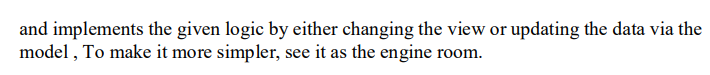 and implements the given logic by either changing the view or updating the data via the
model , To make it more simpler, see it as the engine room.